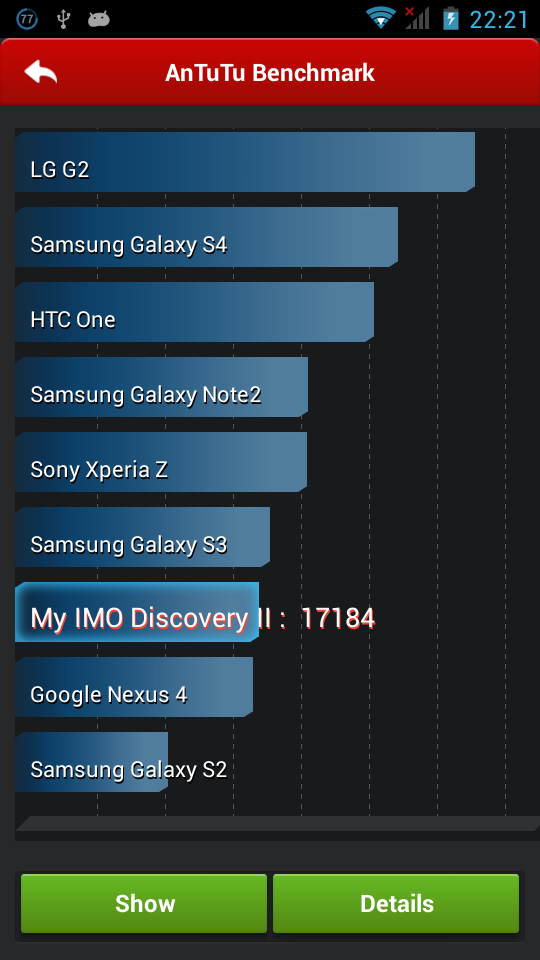 77
22:21
AnTuTu Benchmark
LG G2
Samsung Galaxy S4
HTC One
Samsung Galaxy Note2
Sony Xperia Z
Samsung Galaxy S3
My IMO Discovery II : 17184
Google Nexus 4
Samsung Galaxy S2
Show
Details